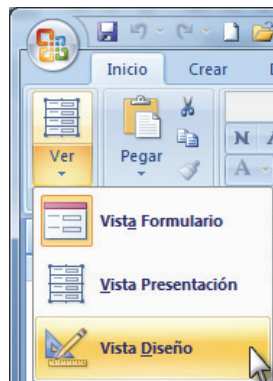 Inicio Crear
Ver Pegar N
A
Vista Formulario
Vista Presentación
Vista Diseño